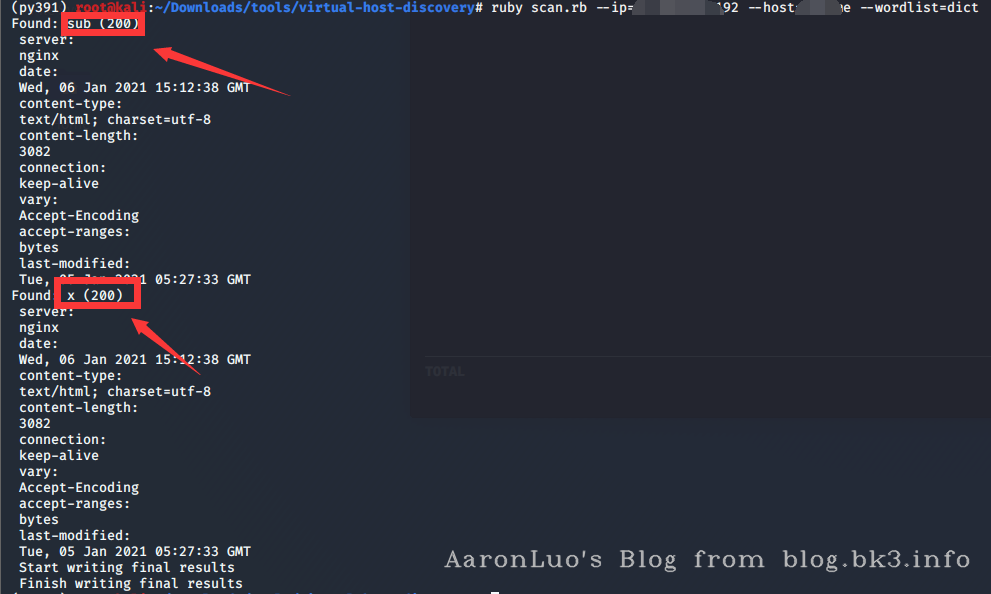 (py391) root@kali:~/Downloads/tools/virtual-host-discovery# ruby scan.rb --ip= 192 --host e --wordlist=dict
Found: sub (200)
server:
nginx
date:
Wed, 06 Jan 2021 15:12:38 GMT
content-type:
text/html; charset=utf-8
content-length:
3082
connection:
keep-alive
vary:
Accept-Encoding
accept-ranges:
bytes
last-modified:
Tue, 05 Jan 2021 05:27:33 GMT
Found: x (200)
server:
nginx
date:
Wed, 06 Jan 2021 15:12:38 GMT
content-type:
text/html; charset=utf-8
content-length:
3082
connection:
keep-alive
vary:
Accept-Encoding
accept-ranges:
bytes
last-modified:
Tue, 05 Jan 2021 05:27:33 GMT
Start writing final results
Finish writing final results
TOTAL
AaronLuo's Blog from blog.bk3.info